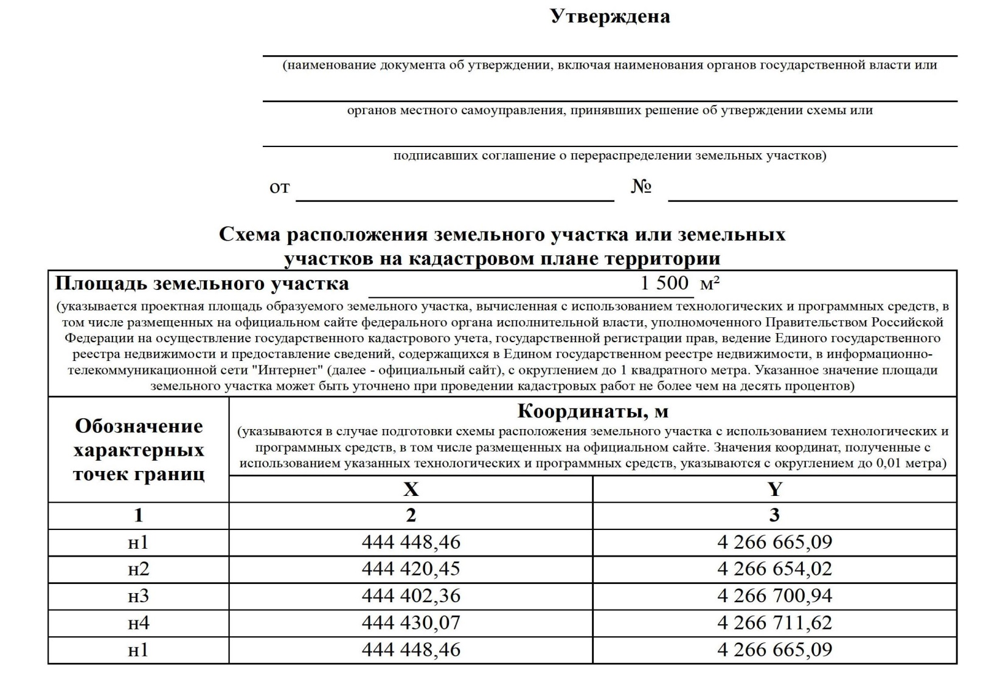 Утверждена
(наименование документа об утверждении, включая наименования органов государственной власти или
органов местного самоуправления, принявших решение об утверждении схемы или
подписавших соглашение о перераспределении земельных участков)
от №
Схема расположения земельного участка или земельных
участков на кадастровом плане территории
Площадь земельного участка 1 500 м²
(указывается проектная площадь образуемого земельного участка, вычисленная с использованием технологических и программных средств, в
том числе размещенных на официальном сайте федерального органа исполнительной власти, уполномоченного Правительством Российской
Федерации на осуществление государственного кадастрового учета, государственной регистрации прав, ведение Единого государственного
реестра недвижимости и предоставление сведений, содержащихся в Едином государственном реестре недвижимости, в информационно-
телекоммуникационной сети "Интернет" (далее - официальный сайт), с округлением до 1 квадратного метра. Указанное значение площади
земельного участка может быть уточнено при проведении кадастровых работ не более чем на десять процентов)
Обозначение
характерных
точек границ
Координаты, м
(указываются в случае подготовки схемы расположения земельного участка с использованием технологических и
программных средств, в том числе размещенных на официальном сайте. Значения координат, полученные с
использованием указанных технологических и программных средств, указываются с округлением до 0,01 метра)
X Y
1 2 3
н1 444 448,46 4 266 665,09
н2 444 420,45 4 266 654,02
н3 444 402,36 4 266 700,94
н4 444 430,07 4 266 711,62
н1 444 448,46 4 266 665,09